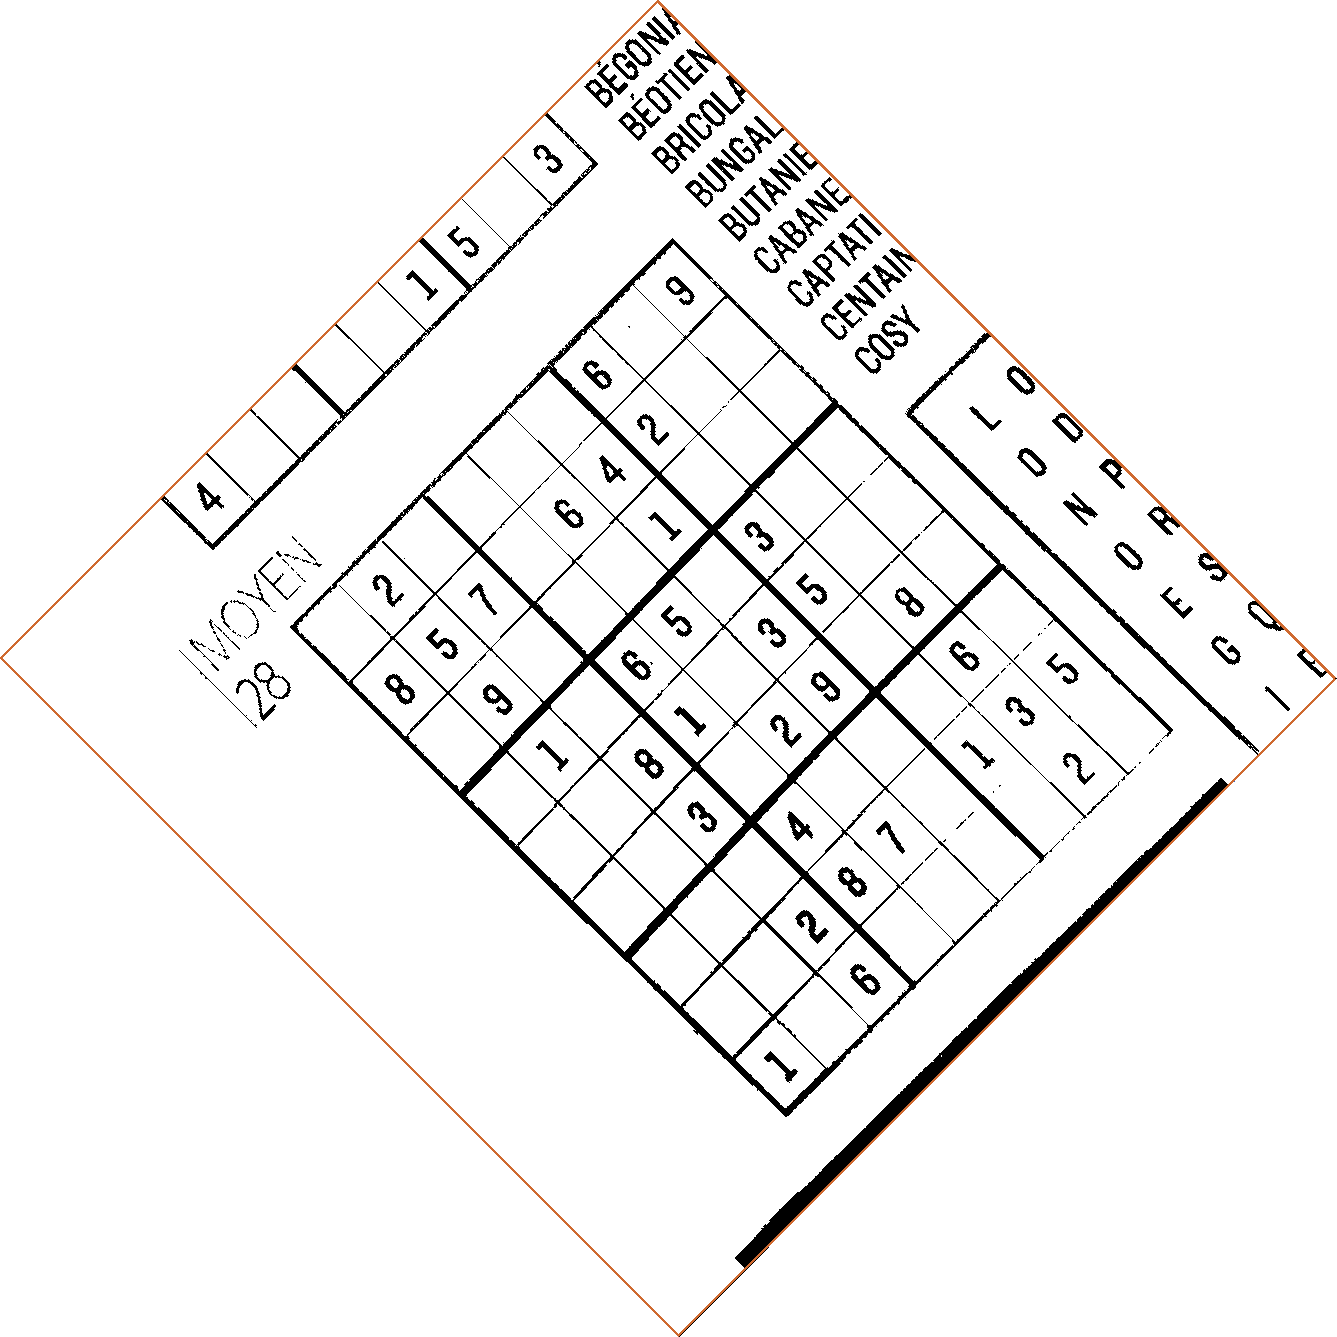 4 1 5 3
MOYEN
28
2 6 9
8 5 7 6 4 2
9 1
1 6 5 3
8 1 3 5
3 2 9 8
4 6
2 8 7 1 3 5
1 6 2
BÉGONIA
BÉOTIEN
BRICOLA
BUNGAL
BUTANIE
CABANE
CAPTATI
CENTAIN
COSY
L O
O D
N P
O R
E S
G Q
I